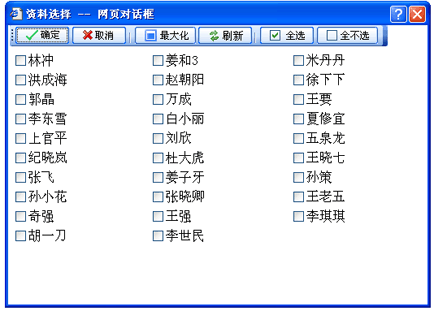 资料选择 -- 网页对话框
确定 取消 最大化 刷新 全选 全不选
林冲 姜和3 米丹丹
洪成海 赵朝阳 徐下下
郭晶 万成 王要
李东雪 白小丽 夏修宜
上官平 刘欣 五泉龙
纪晓岚 杜大虎 王晓七
张飞 姜子牙 孙策
孙小花 张晓卿 王老五
奇强 王强 李琪琪
胡一刀 李世民